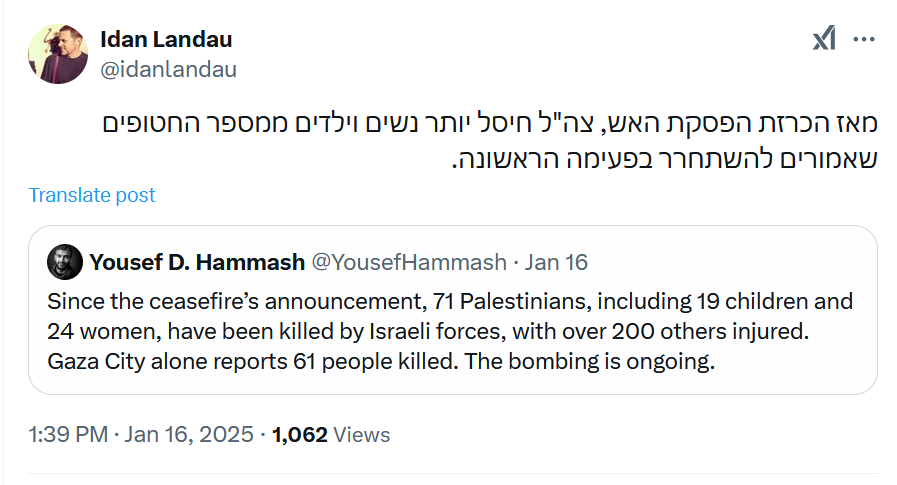 Idan Landau
@idanlandau
מאז הכרזת הפסקת האש, צה"ל חיסל יותר נשים וילדים ממספר החטופים
שאמורים להשתחרר בפעימה הראשונה.
Translate post
Yousef D. Hammash @YousefHammash · Jan 16
Since the ceasefire’s announcement, 71 Palestinians, including 19 children and
24 women, have been killed by Israeli forces, with over 200 others injured.
Gaza City alone reports 61 people killed. The bombing is ongoing.
1:39 PM · Jan 16, 2025 · 1,062 Views